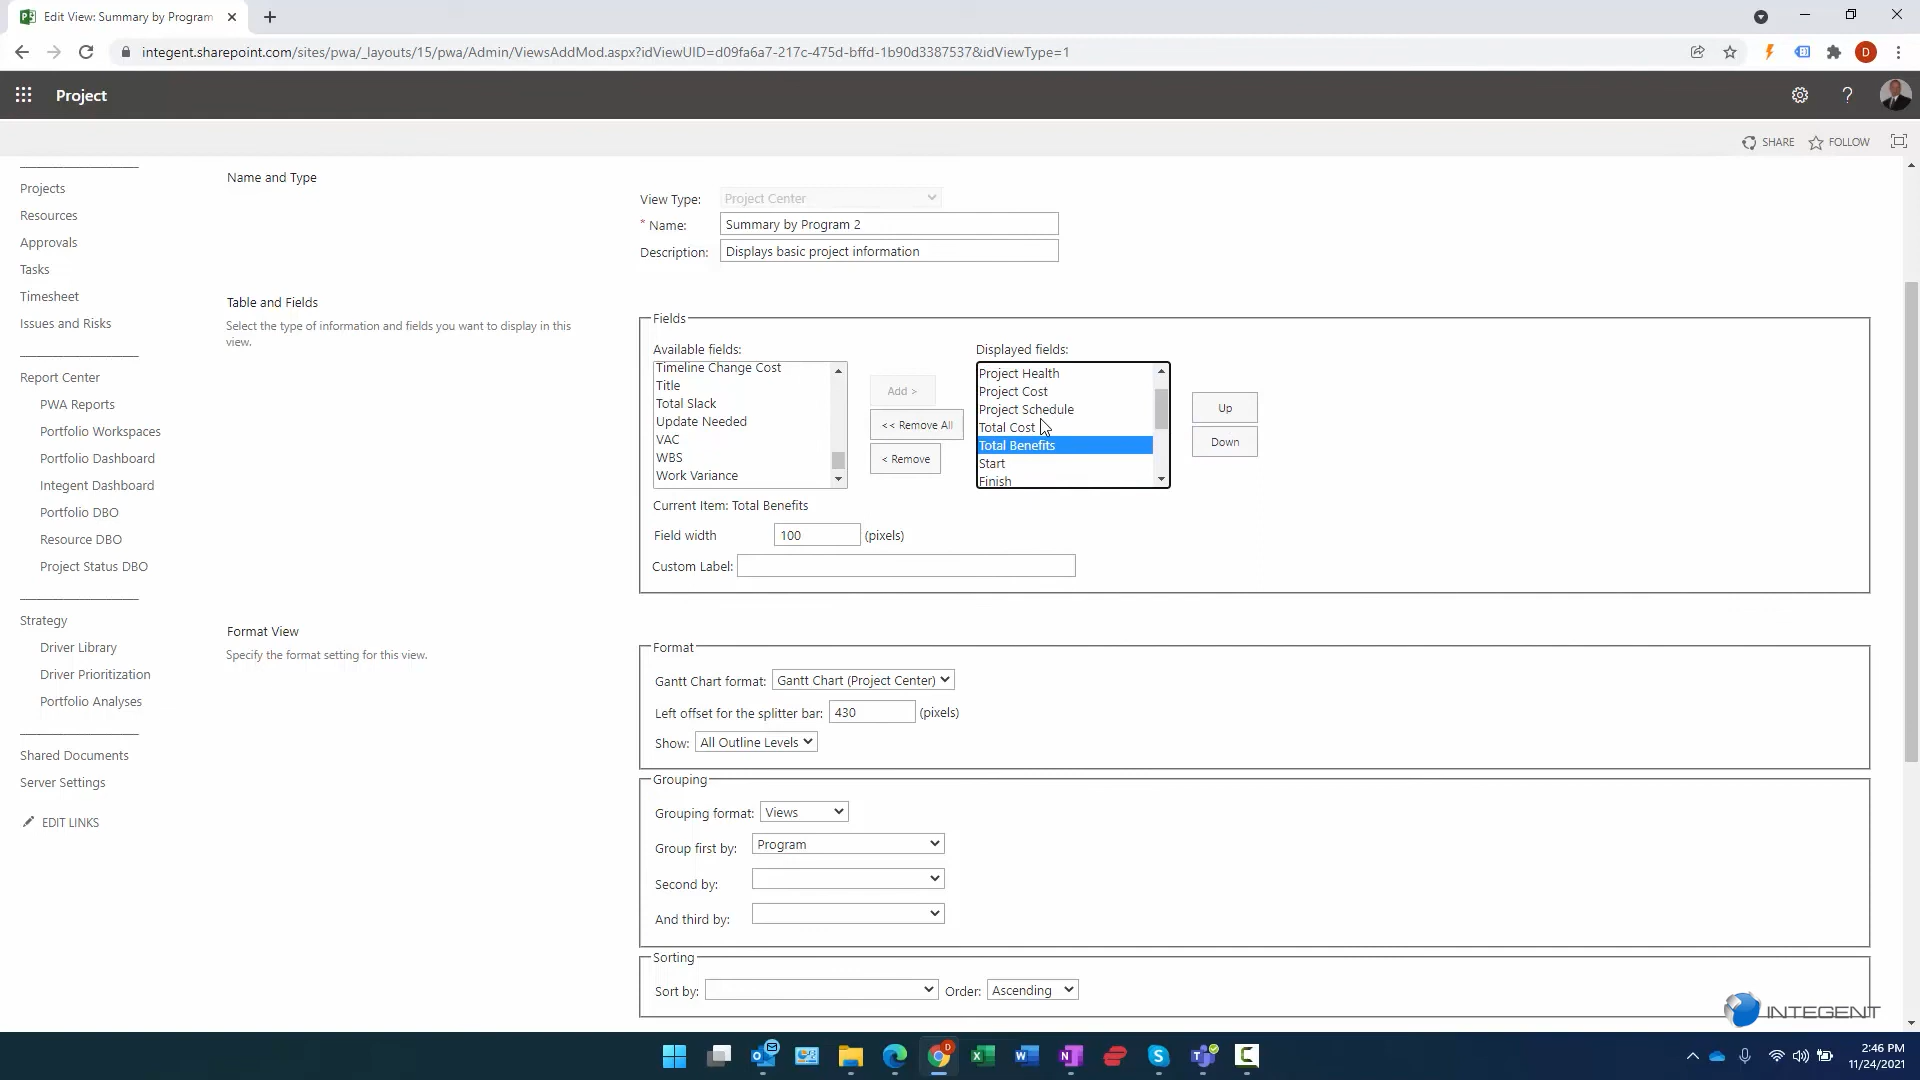 Edit View: Summary by Program
integent.sharepoint.com/sites/pwa/_layouts/15/pwa/Admin/ViewsAddMod.aspx?idViewUID=d09fa6a7-217c-475d-bffd-1b90d3387537&idViewType=1
D
Project
?
SHARE
FOLLOW
Projects
Resources
Approvals
Tasks
Timesheet
Issues and Risks
Report Center
PWA Reports
Portfolio Workspaces
Portfolio Dashboard
Integent Dashboard
Portfolio DBO
Resource DBO
Project Status DBO
Strategy
Driver Library
Driver Prioritization
Portfolio Analyses
Shared Documents
Server Settings
EDIT LINKS
Name and Type
View Type: Project Center
* Name: Summary by Program 2
Description: Displays basic project information
Table and Fields
Select the type of information and fields you want to display in this
view.
Fields
Available fields:
Timeline Change Cost
Title
Total Slack
Update Needed
VAC
WBS
Work Variance
Add >
<< Remove All
< Remove
Displayed fields:
Project Health
Project Cost
Project Schedule
Total Cost
Total Benefits
Start
Finish
Up
Down
Current Item: Total Benefits
Field width 100 (pixels)
Custom Label:
Format View
Specify the format setting for this view.
Format
Gantt Chart format: Gantt Chart (Project Center)
Left offset for the splitter bar: 430 (pixels)
Show: All Outline Levels
Grouping
Grouping format: Views
Group first by: Program
Second by:
And third by:
Sorting
Sort by: Order: Ascending
INTEGENT
2:46 PM
11/24/2021